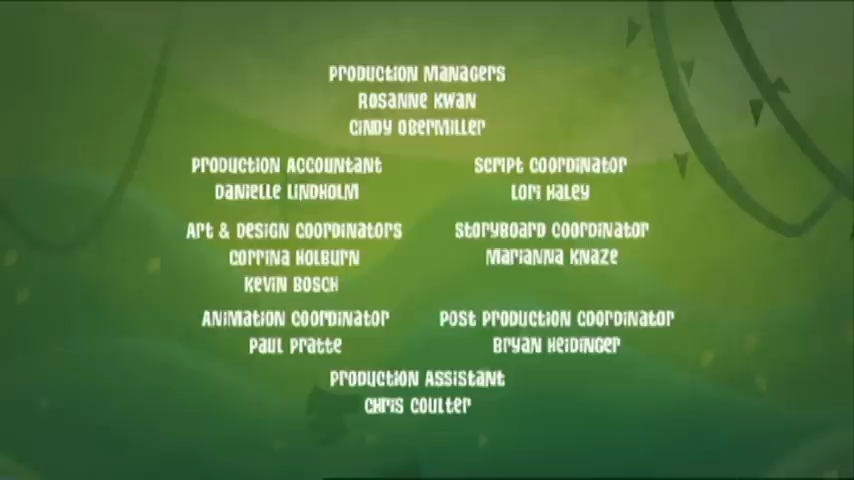 Production Managers
Rosanne Kwan
Cindy Obermiller
Production Accountant
Danielle Lindholm
Script Coordinator
Lori Haley
Art & Design Coordinators
Corrina Holburn
Kevin Bosch
Storyboard Coordinator
Marianna Knaze
Animation Coordinator
Paul Pratte
Post Production Coordinator
Bryan Heidinger
Production Assistant
Chris Coulter